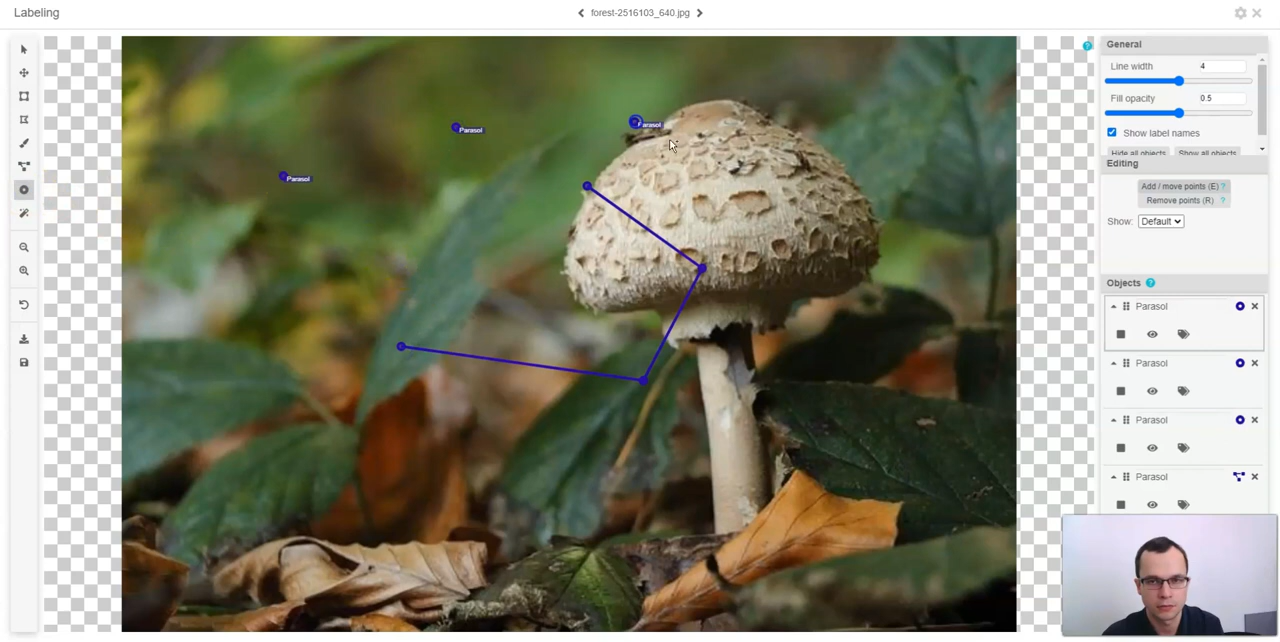 Labeling
forest-2516103_640.jpg
General
Line width 4
Fill opacity 0.5
Show label names
Hide all objects Show all objects
Editing
Add / move points (E) ?
Remove points (R) ?
Show: Default
Objects ?
Parasol
Parasol
Parasol
Parasol
Parasol
Parasol
Parasol
?